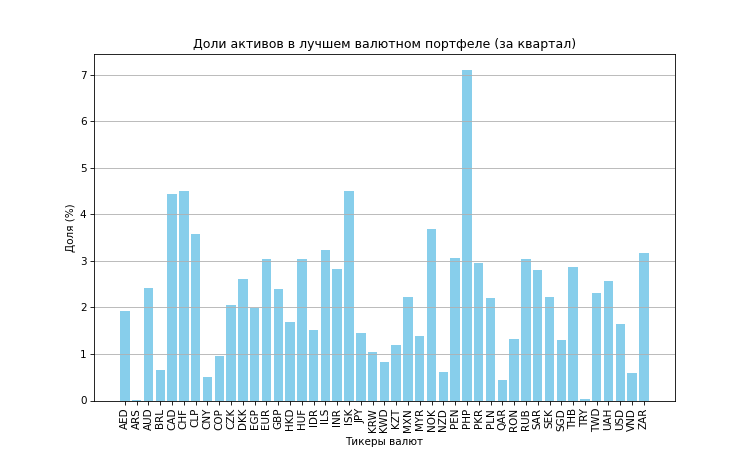 Доли активов в лучшем валютном портфеле (за квартал)
Доля (%)
7
6
5
4
3
2
1
0
AED ARS AUD BRL CAD CHF CLP CNY COP CZK DKK EGP EUR GBP HKD HUF IDR ILS INR ISK JPY KRW KWD KZT MXN MYR NOK NZD PEN PHP PKR PLN QAR RON RUB SAR SEK SGD THB TRY TWD UAH USD VND ZAR
Тикеры валют